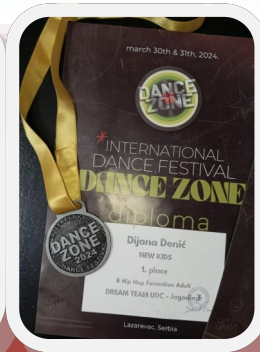 march 30th & 31th, 2024.
DANCE
ZONE
INTERNATIONAL
DANCE FESTIVAL
DANCE ZONE
diploma
Dijana Denić
NEW KIDS
1. place
& Hip Hop Formation Adult
DREAM TEAM UDC - Jagodina
Lazarevac, Serbia
DANCE
ZONE
2024